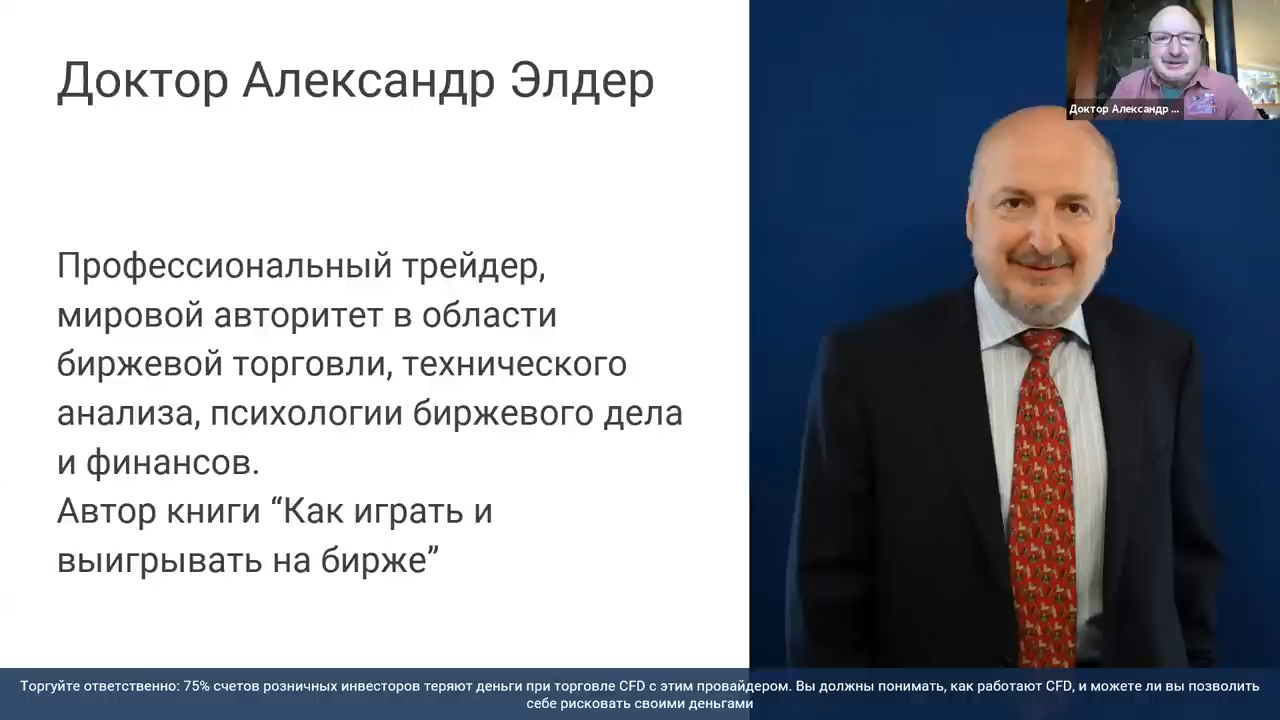 Доктор Александр Элдер
Доктор Александр ...
Профессиональный трейдер,
мировой авторитет в области
биржевой торговли, технического
анализа, психологии биржевого дела
и финансов.
Автор книги “Как играть и
выигрывать на бирже”
Торгуйте ответственно: 75% счетов розничных инвесторов теряют деньги при торговле CFD с этим провайдером. Вы должны понимать, как работают CFD, и можете ли вы позволить
себе рисковать своими деньгами